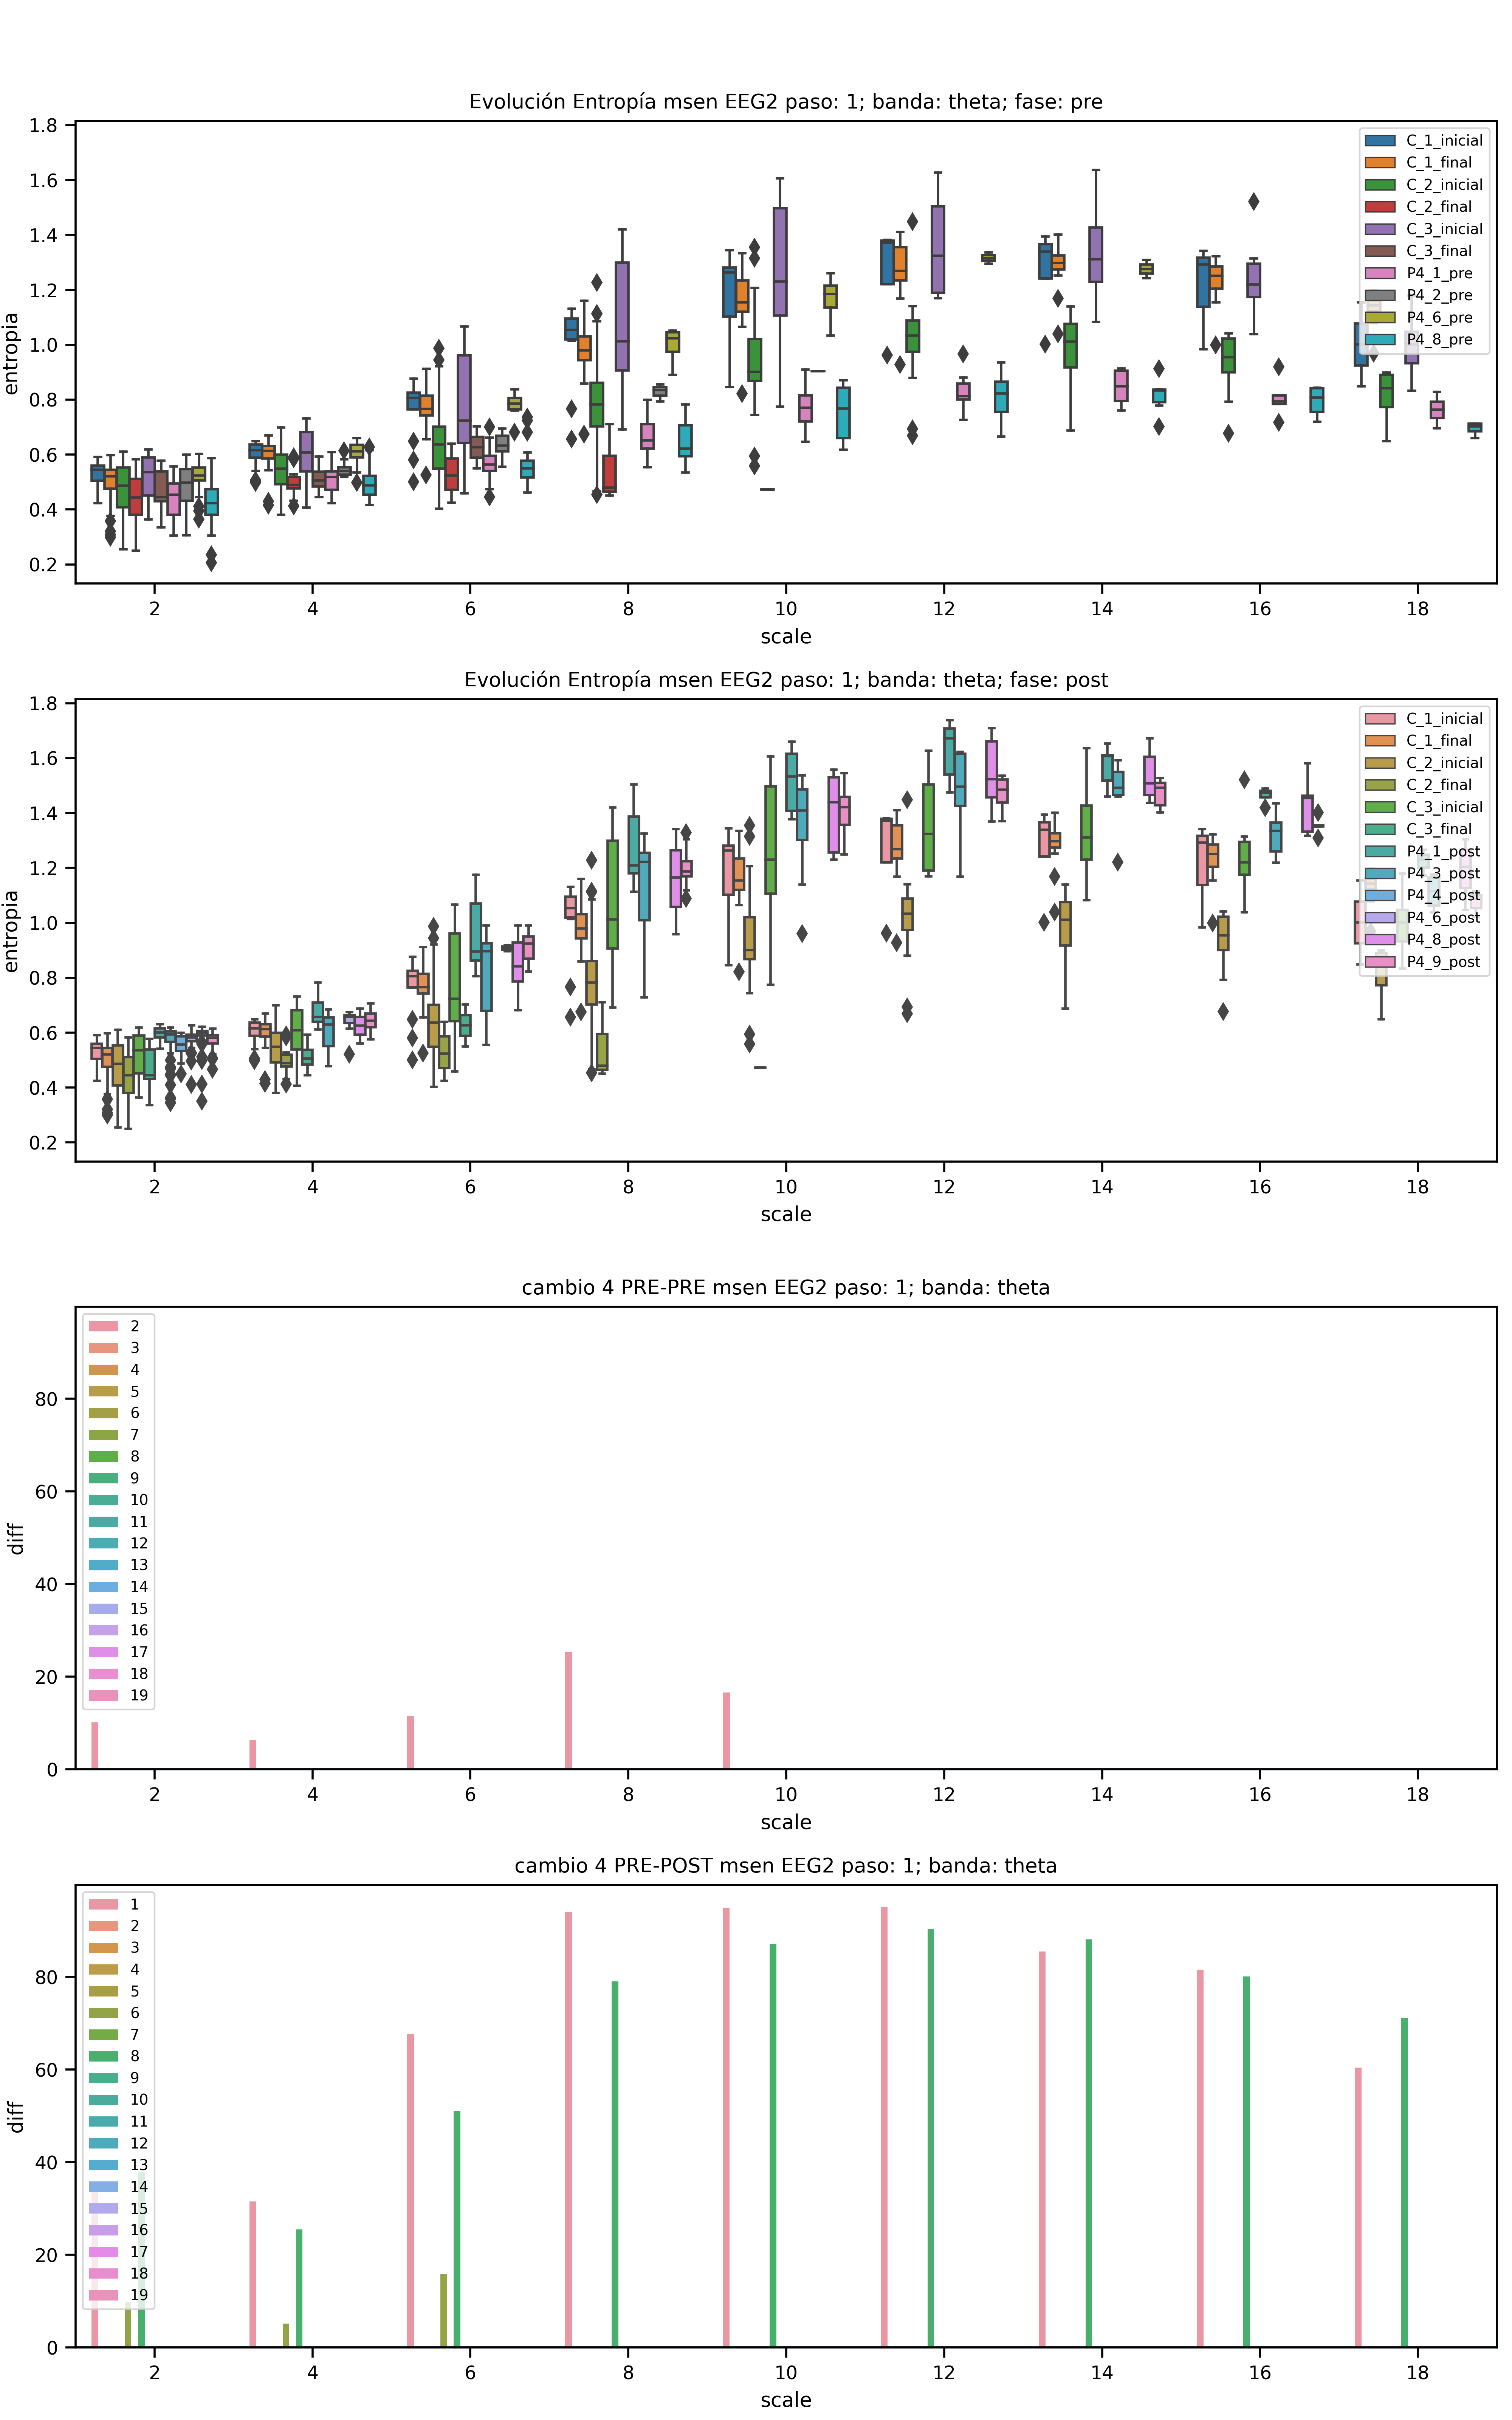 Evolución Entropía msen EEG2 paso: 1; banda: theta; fase: pre
1.8
1.6
1.4
1.2
1.0
0.8
0.6
0.4
0.2
entropia
C_1_inicial
C_1_final
C_2_inicial
C_2_final
C_3_inicial
C_3_final
P4_1_pre
P4_2_pre
P4_6_pre
P4_8_pre
2 4 6 8 10 12 14 16 18
scale
Evolución Entropía msen EEG2 paso: 1; banda: theta; fase: post
1.8
1.6
1.4
1.2
1.0
0.8
0.6
0.4
0.2
entropia
C_1_inicial
C_1_final
C_2_inicial
C_2_final
C_3_inicial
C_3_final
P4_1_post
P4_3_post
P4_4_post
P4_6_post
P4_8_post
P4_9_post
2 4 6 8 10 12 14 16 18
scale
cambio 4 PRE-PRE msen EEG2 paso: 1; banda: theta
80
60
40
20
0
diff
2
3
4
5
6
7
8
9
10
11
12
13
14
15
16
17
18
19
2 4 6 8 10 12 14 16 18
scale
cambio 4 PRE-POST msen EEG2 paso: 1; banda: theta
80
60
40
20
0
diff
1
2
3
4
5
6
7
8
9
10
11
12
13
14
15
16
17
18
19
2 4 6 8 10 12 14 16 18
scale